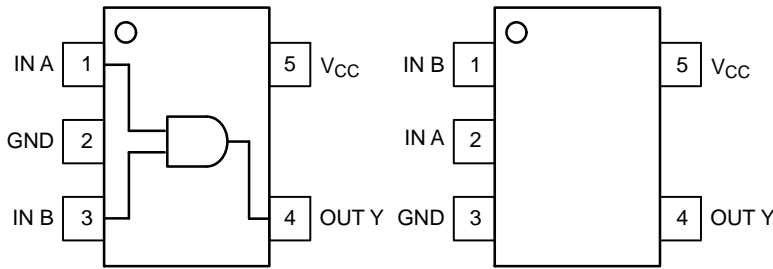 IN A 1 5 VCC
GND 2
IN B 3 4 OUT Y
IN B 1 5 VCC
IN A 2
GND 3 4 OUT Y